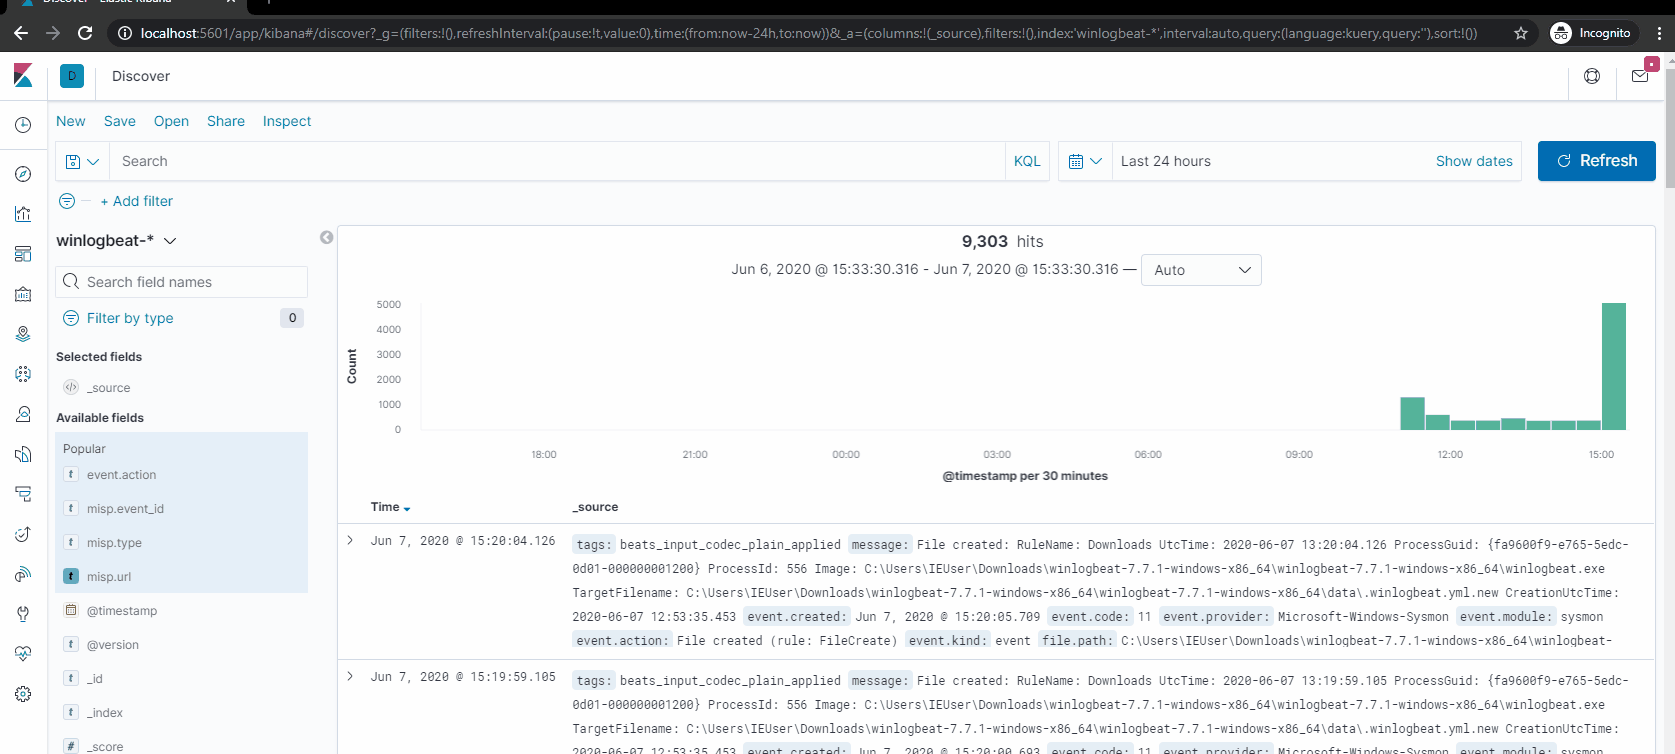 Discover - Elastic Kibana
localhost:5601/app/kibana#/discover?_g=(filters:!(),refreshInterval:(pause:!t,value:0),time:(from:now-24h,to:now))&_a=(columns:!(_source),filters:!(),index:'winlogbeat-*',interval:auto,query:(language:kuery,query:''),sort:!())
Incognito
D
Discover
New Save Open Share Inspect
Search
KQL
Last 24 hours
Show dates
Refresh
+ Add filter
winlogbeat-*
Search field names
Filter by type
0
Selected fields
</> _source
Available fields
Popular
t event.action
t misp.event_id
t misp.type
t misp.url
@timestamp
t @version
t _id
t _index
# _score
9,303 hits
Jun 6, 2020 @ 15:33:30.316 - Jun 7, 2020 @ 15:33:30.316 —
Auto
Count
5000
4000
3000
2000
1000
0
18:00 21:00 00:00 03:00 06:00 09:00 12:00 15:00
@timestamp per 30 minutes
Time
_source
Jun 7, 2020 @ 15:20:04.126
tags: beats_input_codec_plain_applied message: File created: RuleName: Downloads UtcTime: 2020-06-07 13:20:04.126 ProcessGuid: {fa9600f9-e765-5edc-
0d01-000000001200} ProcessId: 556 Image: C:\Users\IEUser\Downloads\winlogbeat-7.7.1-windows-x86_64\winlogbeat-7.7.1-windows-x86_64\winlogbeat.exe
TargetFilename: C:\Users\IEUser\Downloads\winlogbeat-7.7.1-windows-x86_64\winlogbeat-7.7.1-windows-x86_64\data\.winlogbeat.yml.new CreationUtcTime:
2020-06-07 12:53:35.453 event.created: Jun 7, 2020 @ 15:20:05.709 event.code: 11 event.provider: Microsoft-Windows-Sysmon event.module: sysmon
event.action: File created (rule: FileCreate) event.kind: event file.path: C:\Users\IEUser\Downloads\winlogbeat-7.7.1-windows-x86_64\winlogbeat-
Jun 7, 2020 @ 15:19:59.105
tags: beats_input_codec_plain_applied message: File created: RuleName: Downloads UtcTime: 2020-06-07 13:19:59.105 ProcessGuid: {fa9600f9-e765-5edc-
0d01-000000001200} ProcessId: 556 Image: C:\Users\IEUser\Downloads\winlogbeat-7.7.1-windows-x86_64\winlogbeat-7.7.1-windows-x86_64\winlogbeat.exe
TargetFilename: C:\Users\IEUser\Downloads\winlogbeat-7.7.1-windows-x86_64\winlogbeat-7.7.1-windows-x86_64\data\.winlogbeat.yml.new CreationUtcTime:
2020-06-07 12:53:35.453 event.created: Jun 7, 2020 @ 15:20:00.693 event.code: 11 event.provider: Microsoft-Windows-Sysmon event.module: sysmon